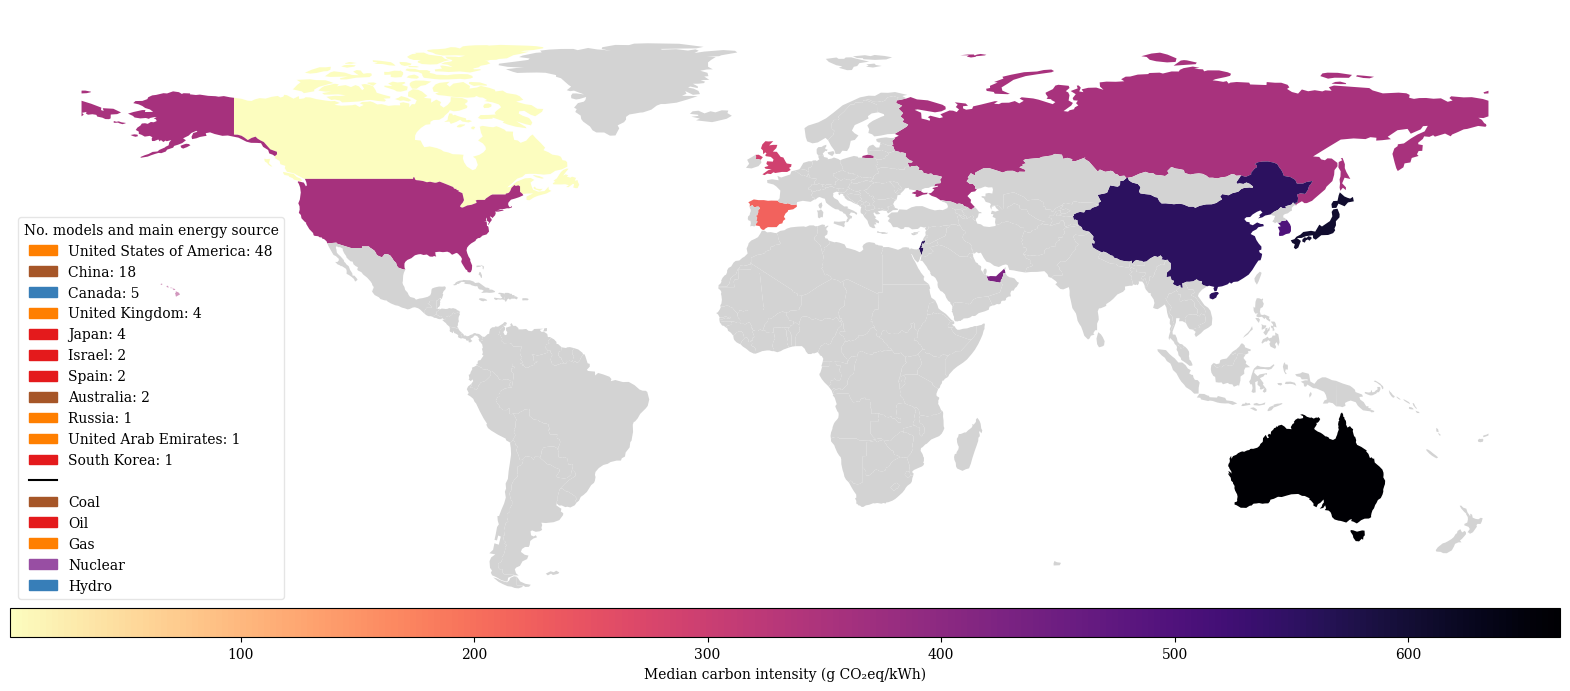 No. models and main energy source
United States of America: 48
China: 18
Canada: 5
United Kingdom: 4
Japan: 4
Israel: 2
Spain: 2
Australia: 2
Russia: 1
United Arab Emirates: 1
South Korea: 1
Coal
Oil
Gas
Nuclear
Hydro
100 200 300 400 500 600
Median carbon intensity (g CO₂eq/kWh)